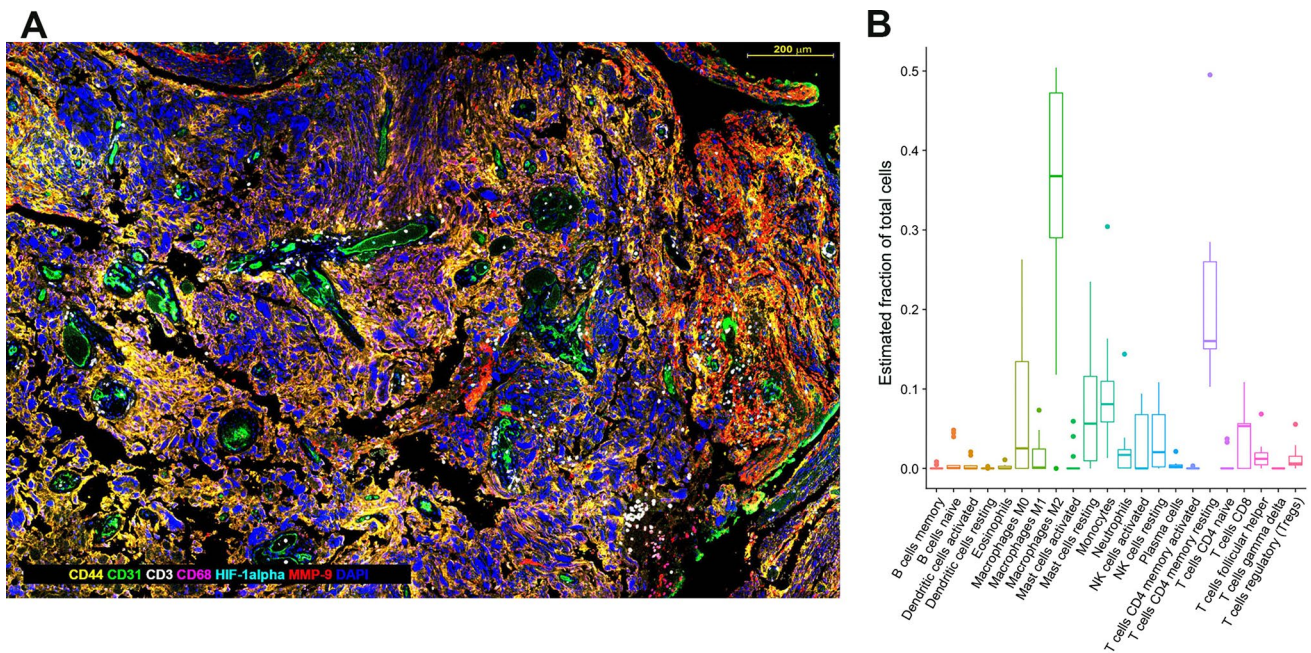 A
200 μm
CD44 CD31 CD3 CD68 HIF-1alpha MMP-9 DAPI
B
Estimated fraction of total cells
0.5
0.4
0.3
0.2
0.1
0.0
B cells memory
B cells naive
Dendritic cells activated
Dendritic cells resting
Eosinophils
Macrophages M0
Macrophages M1
Macrophages M2
Mast cells activated
Mast cells resting
Monocytes
Neutrophils
NK cells activated
NK cells resting
Plasma cells
T cells CD4 memory activated
T cells CD4 memory resting
T cells CD4 naive
T cells CD8
T cells follicular helper
T cells gamma delta
T cells regulatory (Tregs)